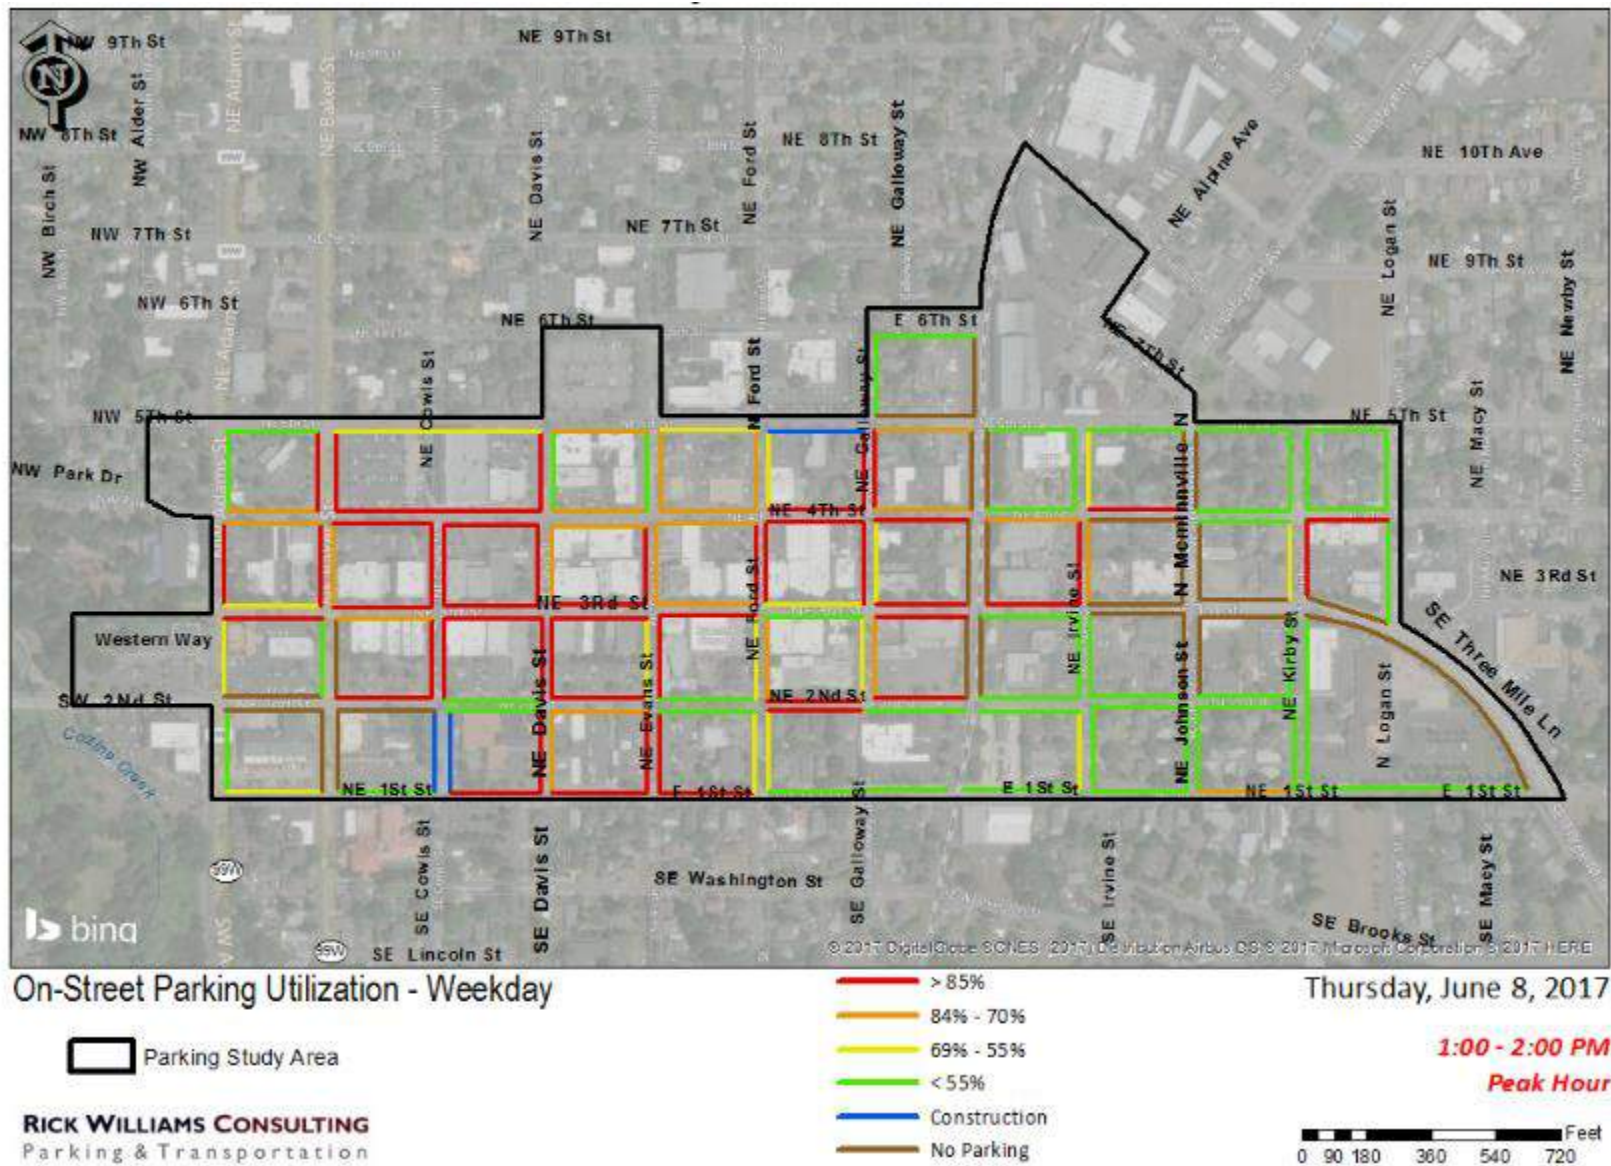 N
NW 9Th St
NE 9Th St
NW 8Th St
NW Alder St
NE Adams St
NE Baker St
NE Davis St
NE Ford St
NE 8Th St
NE Galloway St
NE Alpine Ave
NE 10Th Ave
NW Birch St
NW 7Th St
NE 7Th St
NE Logan St
NE 9Th St
NE Newby St
NW 6Th St
NE 6Th St
E 6Th St
NE 7Th St
NE Cowls St
N Ford St
NE Galloway St
NW 5Th St
NE 5Th St
NE Macy St
NW Park Dr
NE 4Th St
N Mcminnville N
NE 3Rd St
NE 3Rd St
NE Ford St
NE Irvine St
Western Way
SE Three Mile Ln
SW 2Nd St
NE Davis St
NE Evans St
NE 2Nd St
NE Johnson St
NE Kirby St
N Logan St
Cozine Creek
NE 1St St
E 1St St
E 1St St
NE 1St St
E 1St St
99W
SE Cowls St
SE Davis St
SE Washington St
SE Galloway St
SE Irvine St
SE Macy St
SE Brooks St
99W
SE Lincoln St
bing
On-Street Parking Utilization - Weekday
Parking Study Area
RICK WILLIAMS CONSULTING
Parking & Transportation
> 85%
84% - 70%
69% - 55%
< 55%
Construction
No Parking
Thursday, June 8, 2017
1:00 - 2:00 PM
Peak Hour
Feet
0 90 180 360 540 720